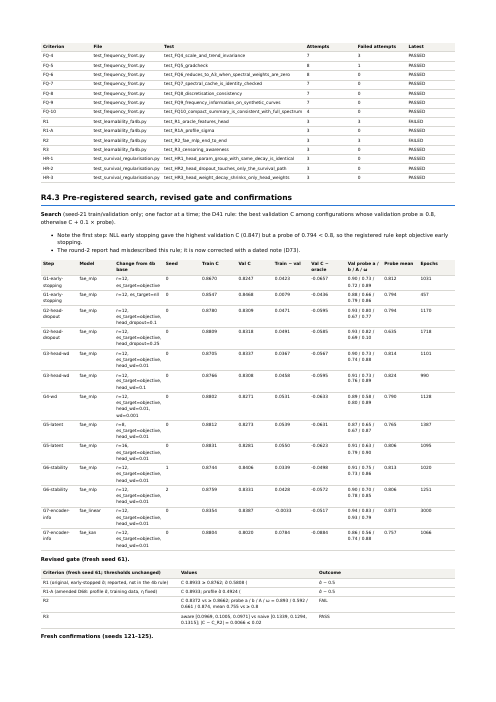 Criterion File Test Attempts Failed attempts Latest
FQ-4 test_frequency_front.py test_FQ4_scale_and_trend_invariance 7 3 PASSED
FQ-5 test_frequency_front.py test_FQ5_gradcheck 8 1 PASSED
FQ-6 test_frequency_front.py test_FQ6_reduces_to_A3_when_spectral_weights_are_zero 8 0 PASSED
FQ-7 test_frequency_front.py test_FQ7_spectral_cache_is_identity_checked 7 0 PASSED
FQ-8 test_frequency_front.py test_FQ8_discretisation_consistency 7 0 PASSED
FQ-9 test_frequency_front.py test_FQ9_frequency_information_on_synthetic_curves 7 0 PASSED
FQ-10 test_frequency_front.py test_FQ10_compact_summary_is_consistent_with_full_spectrum 4 0 PASSED
R1 test_learnability_fa4b.py test_R1_oracle_features_head 3 3 FAILED
R1-A test_learnability_fa4b.py test_R1A_profile_sigma 3 0 PASSED
R2 test_learnability_fa4b.py test_R2_fae_mlp_end_to_end 3 3 FAILED
R3 test_learnability_fa4b.py test_R3_censoring_awareness 3 0 PASSED
HR-1 test_survival_regularisation.py test_HR1_head_param_group_with_same_decay_is_identical 3 0 PASSED
HR-2 test_survival_regularisation.py test_HR2_head_dropout_touches_only_the_survival_path 3 0 PASSED
HR-3 test_survival_regularisation.py test_HR3_head_weight_decay_shrinks_only_head_weights 3 0 PASSED
R4.3 Pre-registered search, revised gate and confirmations
Search (seed-21 train/validation only; one factor at a time; the D41 rule: the best validation C among configurations whose validation probe ≥ 0.8,
otherwise C + 0.1 × probe).
• Note the first step: NLL early stopping gave the highest C (0.847) but a probe of 0.794 < 0.8, so the registered rule kept objective early
stopping.
• The round-2 report had misdescribed this rule; it is now corrected with a dated note (D73).
Step Model Change from 4b base Seed Train C Val C Train − val Val C − oracle Val probe a / b / A / ω Probe mean Epochs
G1-early-stopping fae_mlp r=12, es_target=objective 0 0.8670 0.8247 0.0423 -0.0657 0.90 / 0.73 / 0.72 / 0.89 0.812 1031
G1-early-stopping fae_mlp r=12, es_target=nll 0 0.8547 0.8468 0.0079 -0.0436 0.88 / 0.66 / 0.79 / 0.86 0.794 457
G2-head-dropout fae_mlp r=12, es_target=objective, head_dropout=0.1 0 0.8780 0.8309 0.0471 -0.0595 0.93 / 0.80 / 0.67 / 0.77 0.794 1170
G2-head-dropout fae_mlp r=12, es_target=objective, head_dropout=0.25 0 0.8809 0.8318 0.0491 -0.0585 0.93 / 0.82 / 0.69 / 0.10 0.635 1718
G3-head-wd fae_mlp r=12, es_target=objective, head_wd=0.01 0 0.8705 0.8337 0.0367 -0.0567 0.90 / 0.73 / 0.74 / 0.88 0.814 1101
G3-head-wd fae_mlp r=12, es_target=objective, head_wd=0.1 0 0.8766 0.8308 0.0458 -0.0595 0.91 / 0.73 / 0.76 / 0.89 0.824 990
G4-wd fae_mlp r=12, es_target=objective, head_wd=0.01, wd=0.001 0 0.8802 0.8271 0.0531 -0.0633 0.89 / 0.58 / 0.80 / 0.89 0.790 1128
G5-latent fae_mlp r=8, es_target=objective, head_wd=0.01 0 0.8812 0.8273 0.0539 -0.0631 0.87 / 0.65 / 0.67 / 0.87 0.765 1387
G5-latent fae_mlp r=16, es_target=objective, head_wd=0.01 0 0.8831 0.8281 0.0550 -0.0623 0.91 / 0.63 / 0.79 / 0.90 0.806 1095
G6-stability fae_mlp r=12, es_target=objective, head_wd=0.01 1 0.8744 0.8406 0.0339 -0.0498 0.91 / 0.75 / 0.73 / 0.86 0.813 1020
G6-stability fae_mlp r=12, es_target=objective, head_wd=0.01 2 0.8759 0.8331 0.0428 -0.0572 0.90 / 0.70 / 0.78 / 0.85 0.806 1251
G7-encoder-info fae_linear r=12, es_target=objective, head_wd=0.01 0 0.8354 0.8387 -0.0033 -0.0517 0.94 / 0.83 / 0.93 / 0.79 0.873 3000
G7-encoder-info fae_kan r=12, es_target=objective, head_wd=0.01 0 0.8804 0.8020 0.0784 -0.0884 0.86 / 0.56 / 0.74 / 0.88 0.757 1066
Revised gate (fresh seed 61).
Criterion (fresh seed 61; thresholds unchanged) Values Outcome
R1 (original, early-stopped σ̂; reported, not in the 4b rule) C 0.8933 ≥ 0.8762; σ̂ 0.5808 ( σ̂ − 0.5
R1-A (amended D68: profile σ̂, training data, η fixed) C 0.8933; profile σ̂ 0.4924 ( σ̂ − 0.5
R2 C 0.8372 vs ≥ 0.8662; probe a / b / A / ω = 0.893 / 0.592 / 0.661 / 0.874, mean 0.755 vs ≥ 0.8 FAIL
R3 aware [0.0969, 0.1005, 0.0971] vs naive [0.1339, 0.1294, 0.1315], |C − C_R2| = 0.0066 ≤ 0.02 PASS
Fresh confirmations (seeds 121–125).